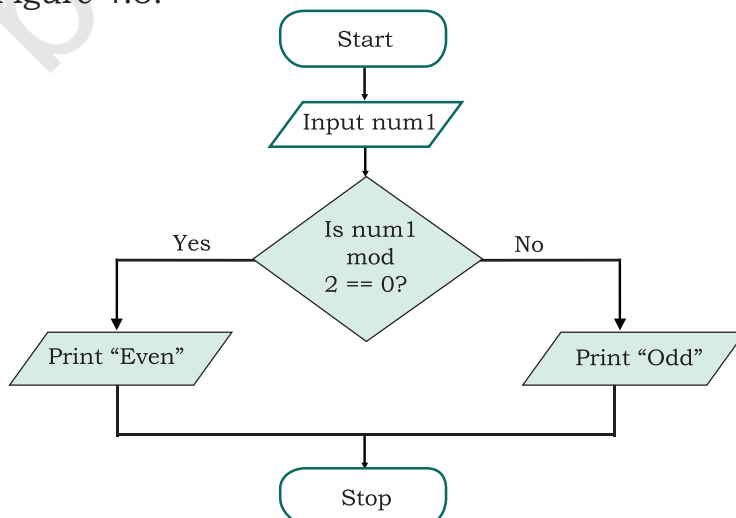 Start
Input num1
Is num1
mod
2 == 0?
Yes
No
Print “Even”
Print “Odd”
Stop